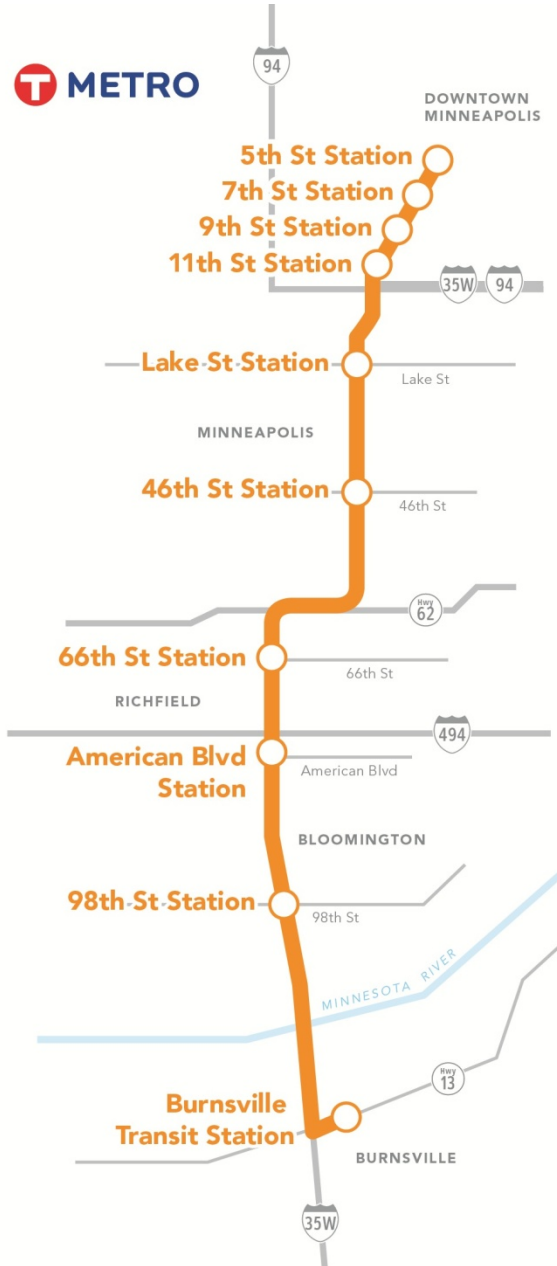 94
T METRO
DOWNTOWN
MINNEAPOLIS
5th St Station
7th St Station
9th St Station
11th St Station
35W
94
Lake St Station
Lake St
MINNEAPOLIS
46th St Station
46th St
Hwy
62
66th St Station
66th St
RICHFIELD
494
American Blvd
Station
American Blvd
BLOOMINGTON
98th St Station
98th St
MINNESOTA RIVER
Hwy
13
Burnsville
Transit Station
BURNSVILLE
35W